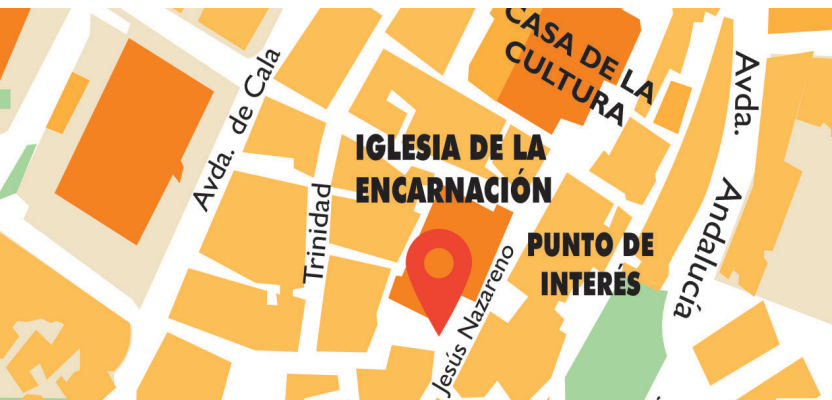 CASA DE LA
CULTURA
Avda. de Cala
Avda. Andalucía
IGLESIA DE LA
ENCARNACIÓN
Trinidad
PUNTO DE
INTERÉS
Jesús Nazareno